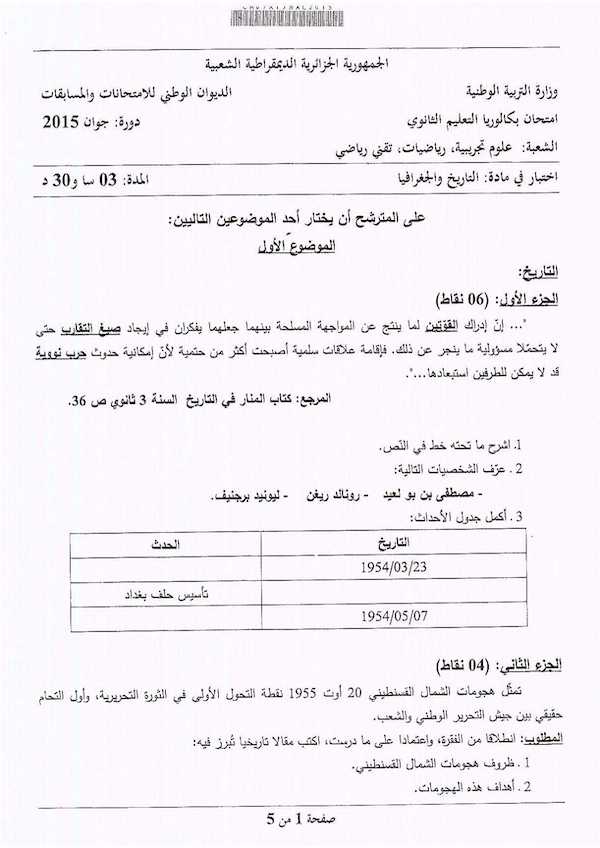 الجمهورية الجزائرية الديمقراطية الشعبية
وزارة التربية الوطنية الديوان الوطني للامتحانات والمسابقات
امتحان بكالوريا التعليم الثانوي دورة: جوان 2015
الشعبة: علوم تجريبية، رياضيات، تقني رياضي
اختبار في مادة: التاريخ والجغرافيا المدة: 03 سا و30 د
على المترشح أن يختار أحد الموضوعين التاليين:
الموضوع الأول
التاريخ:
الجزء الأول: (06 نقاط)
"... إنّ إدراك القوّتين لما ينتج عن المواجهة المسلحة بينهما جعلهما يفكران في إيجاد صيغ التقارب حتى
لا يتحمّلا مسؤولية ما ينجر عن ذلك. فإقامة علاقات سلمية أصبحت أكثر من حتمية لأنّ إمكانية حدوث حرب نووية
قد لا يمكن للطرفين استبعادها...".
المرجع: كتاب المنار في التاريخ السنة 3 ثانوي ص 36.
1. اشرح ما تحته خط في النّص.
2. عرّف الشخصيات التالية:
- مصطفى بن بو لعيد - رونالد ريغن - ليونيد برجنيف.
3. أكمل جدول الأحداث:
التاريخ الحدث
1954/03/23
تأسيس حلف بغداد
1954/05/07
الجزء الثاني: (04 نقاط)
تمثّل هجومات الشمال القسنطيني 20 أوت 1955 نقطة التحول الأولى في الثورة التحريرية، وأول التحام
حقيقي بين جيش التحرير الوطني والشعب.
المطلوب: انطلاقا من الفقرة، واعتمادا على ما درست، اكتب مقالا تاريخيا تُبرز فيه:
1. ظروف هجومات الشمال القسنطيني.
2. أهداف هذه الهجومات.
صفحة 1 من 5